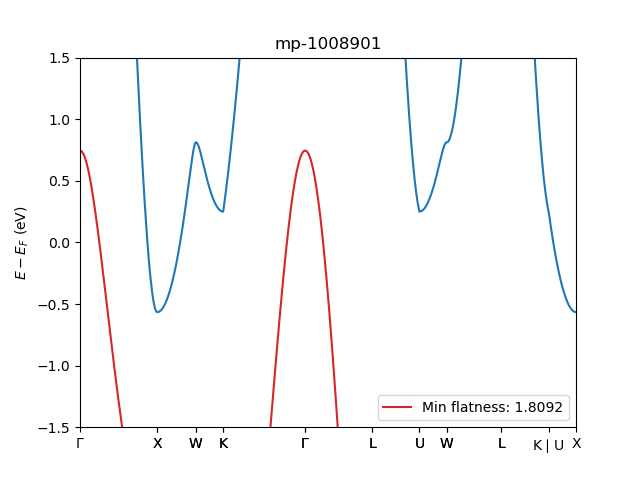 mp-1008901
1.5
1.0
0.5
0.0
−0.5
−1.0
−1.5
E − E_F (eV)
Min flatness: 1.8092
Γ X W K Γ L U W L K | U X